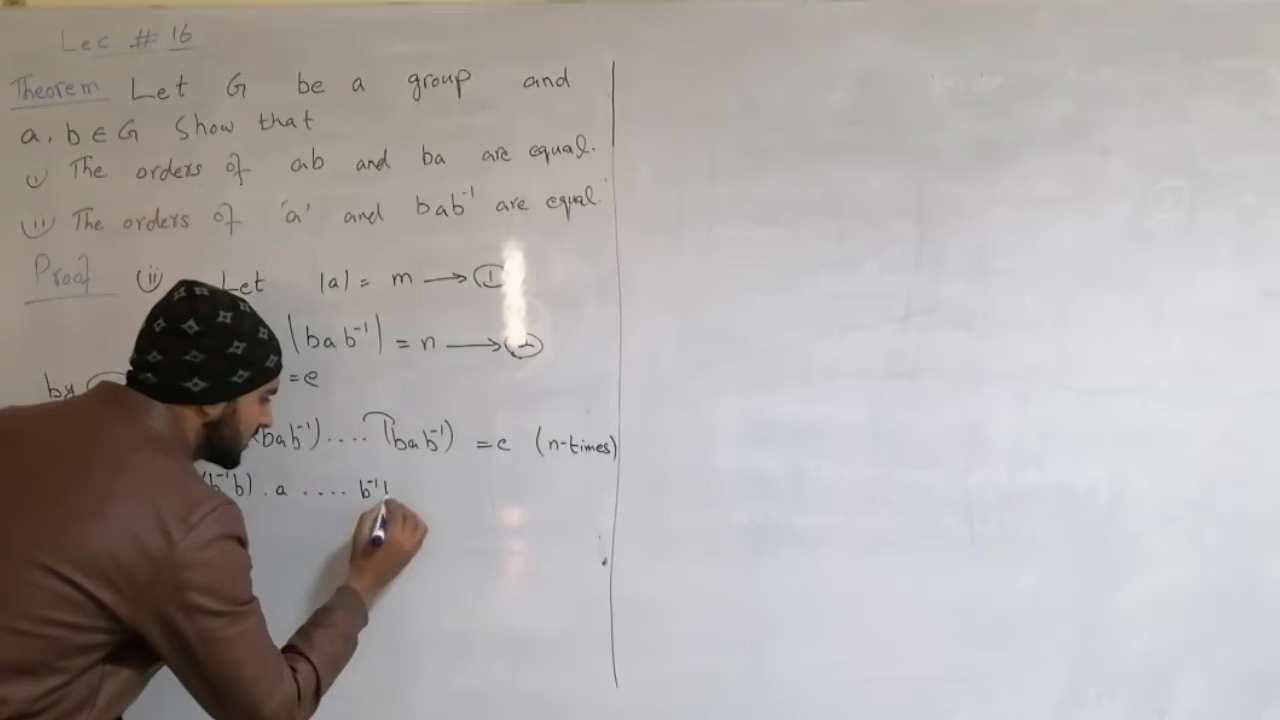 Lec # 16
Theorem Let G be a group and
a, b ∈ G Show that
(i) The orders of ab and ba are equal.
(ii) The orders of 'a' and bab⁻¹ are equal.
Proof (ii) Let |a| = m ⟶ ①
|bab⁻¹| = n ⟶ ②
by = e
(bab⁻¹) .... (bab⁻¹) = e (n-times)
(b⁻¹b) . a .... b⁻¹